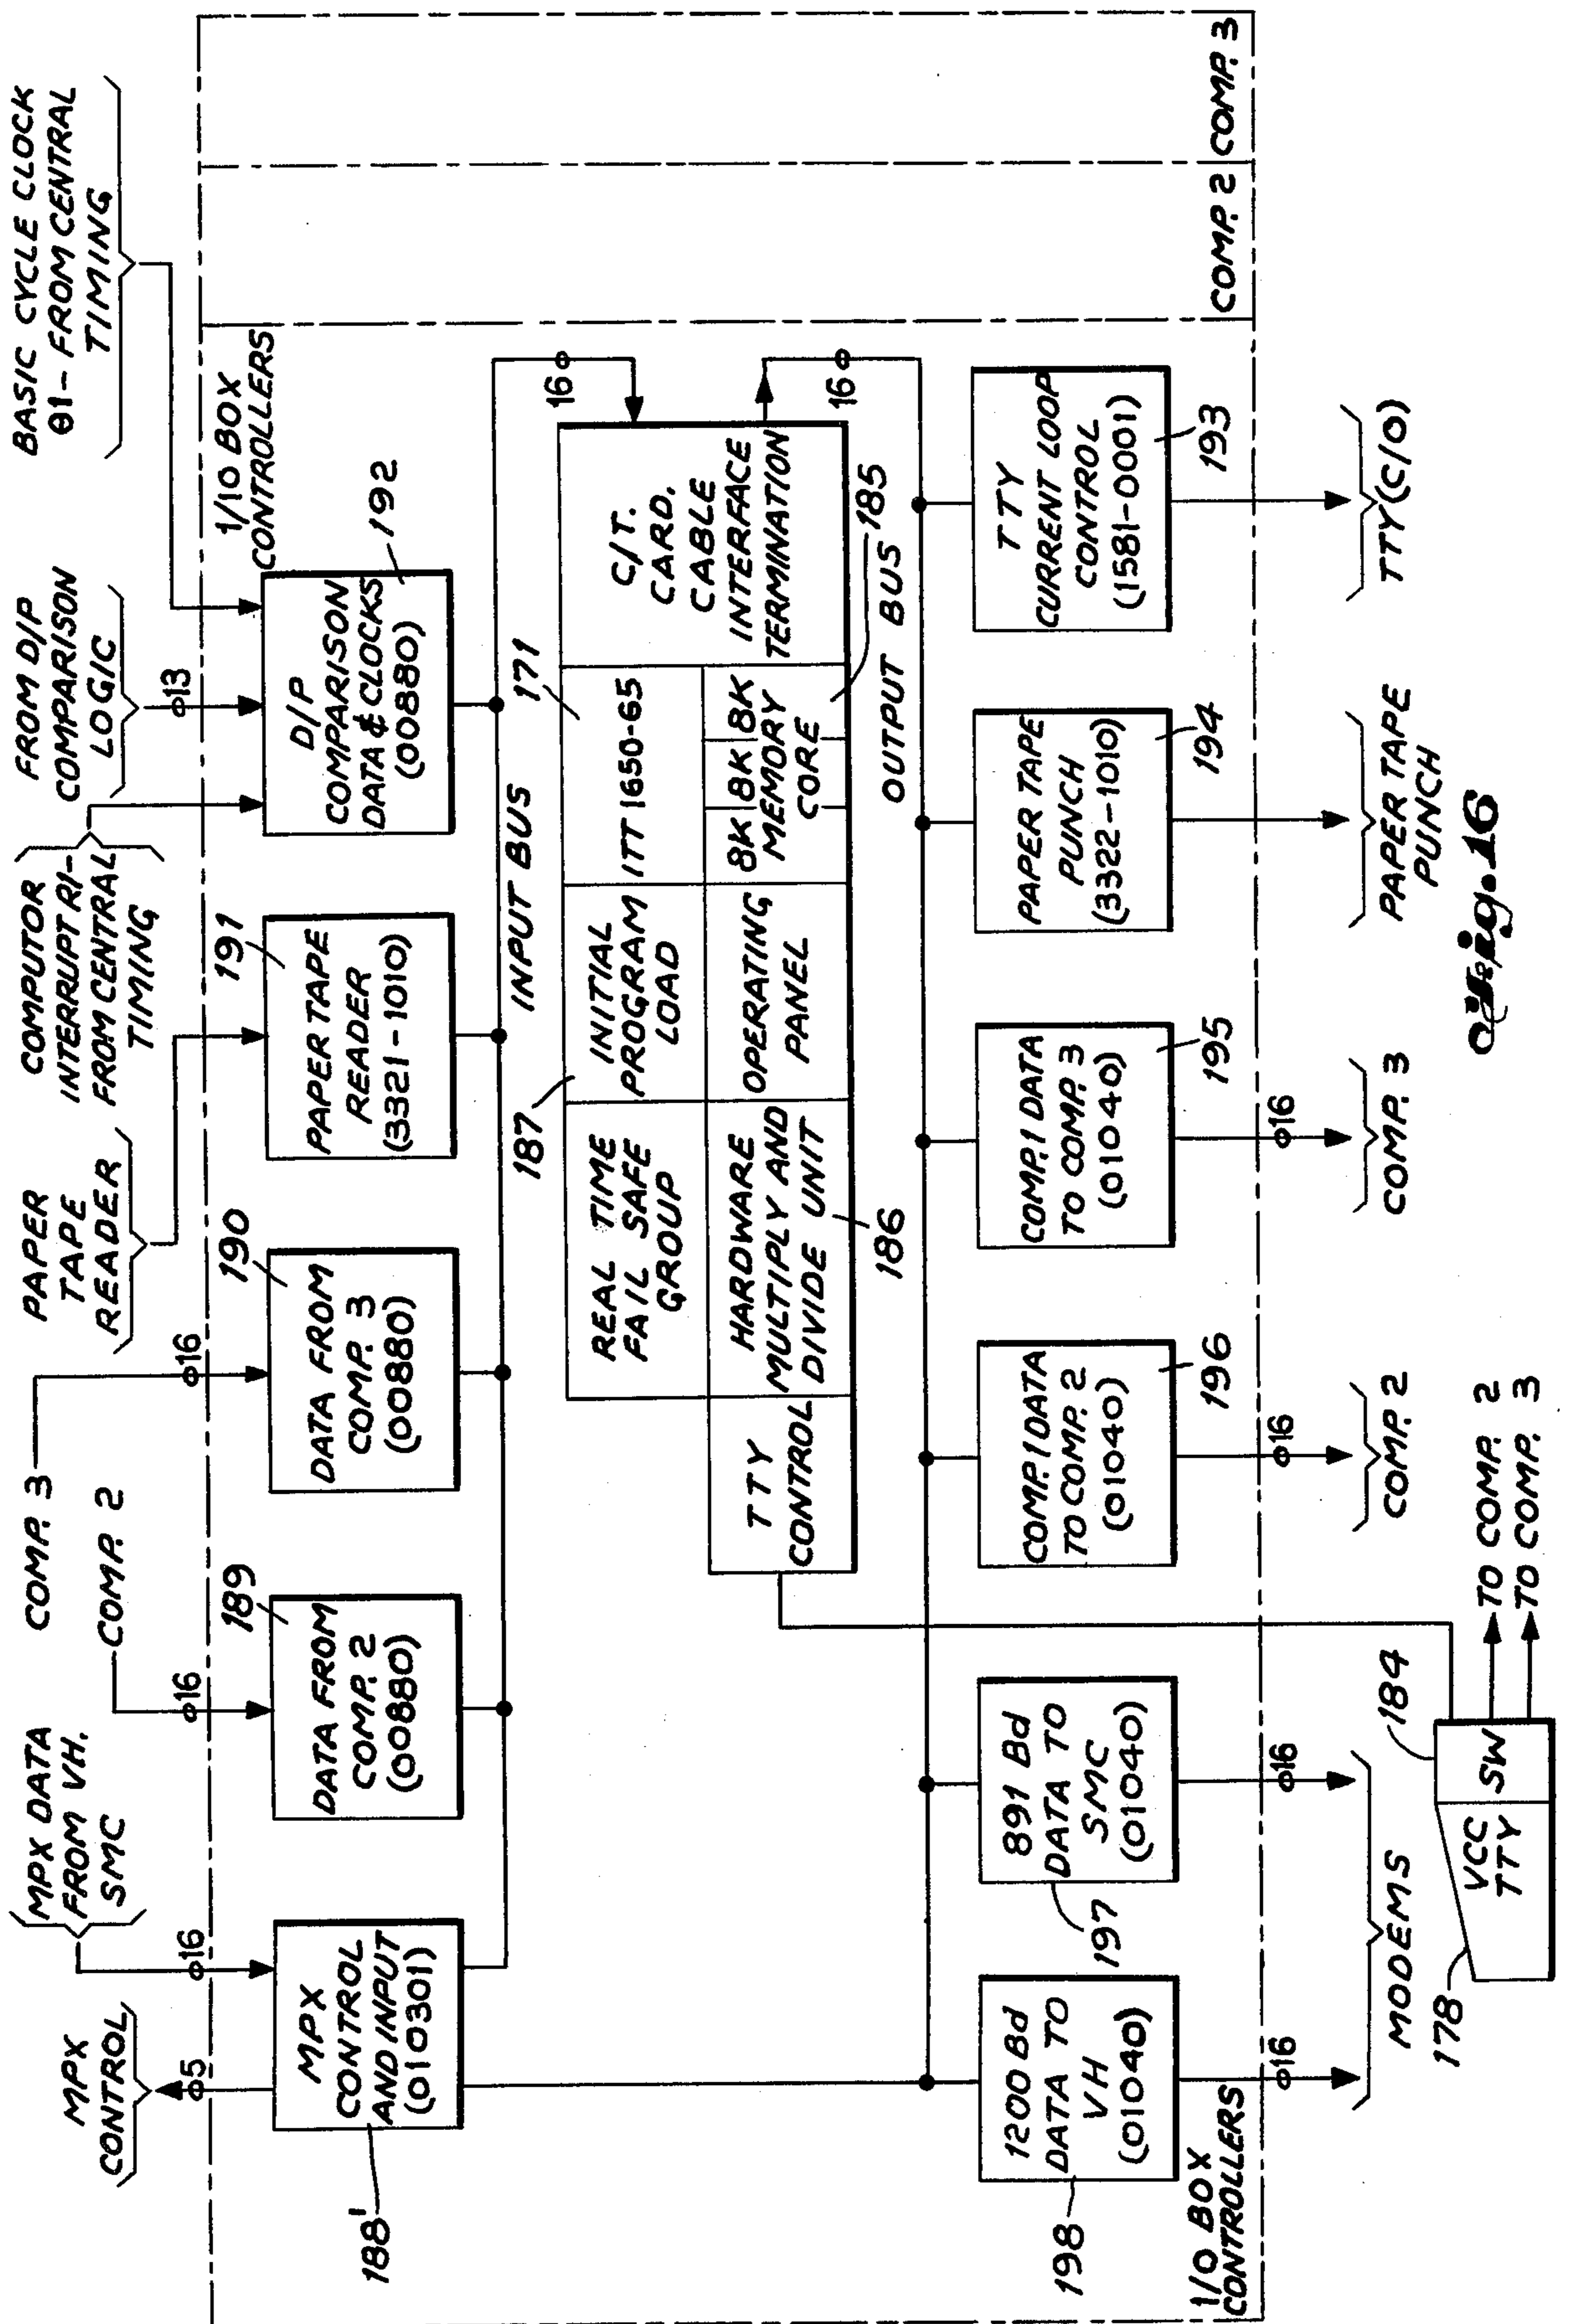 MPX
CONTROL
MPX DATA
FROM VH.
SMC
COMP. 3
COMP. 2
PAPER
TAPE
READER
COMPUTOR
INTERRUPT RI-
FROM CENTRAL
TIMING
FROM D/P
COMPARISON
LOGIC
BASIC CYCLE CLOCK
θ1 - FROM CENTRAL
TIMING
5
16
16
16
13
188'
MPX
CONTROL
AND INPUT
(010301)
189
DATA FROM
COMP. 2
(00880)
190
DATA FROM
COMP. 3
(00880)
191
PAPER TAPE
READER
(3321-1010)
192
D/P
COMPARISON
DATA & CLOCKS
(00880)
1/10 BOX
CONTROLLERS
INPUT BUS
16
187
171
REAL TIME
FAIL SAFE
GROUP
INITIAL
PROGRAM
LOAD
ITT 1650-65
C/T.
CARD.
CABLE
INTERFACE
TERMINATION
TTY
CONTROL
HARDWARE
MULTIPLY AND
DIVIDE UNIT
OPERATING
PANEL
8K 8K 8K
MEMORY
CORE
186
185
16
OUTPUT BUS
198
1200 Bd
DATA TO
VH
(01040)
197
891 Bd
DATA TO
SMC
(01040)
196
COMP. 1 DATA
TO COMP. 2
(01040)
195
COMP. 1 DATA
TO COMP. 3
(01040)
194
PAPER TAPE
PUNCH
(3322-1010)
193
TTY
CURRENT LOOP
CONTROL
(1581-0001)
1/0 BOX
CONTROLLERS
COMP. 2
COMP. 3
16
16
16
16
MODEMS
COMP. 2
COMP. 3
PAPER TAPE
PUNCH
TTY (C/O)
178
VCC
TTY
SW
184
TO COMP. 2
TO COMP. 3
Fig. 16